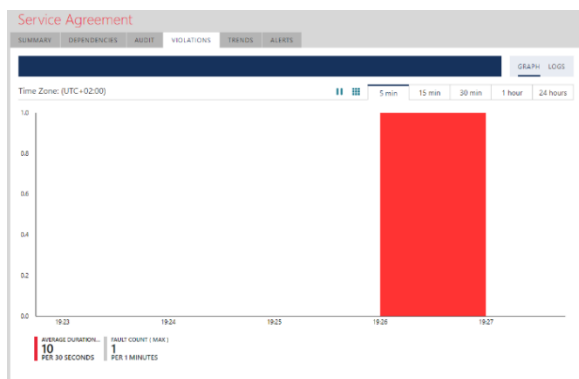 Service Agreement
SUMMARY DEPENDENCIES AUDIT VIOLATIONS TRENDS ALERTS
GRAPH LOGS
Time Zone: (UTC+02:00) 5 min 15 min 30 min 1 hour 24 hours
1.0
0.8
0.6
0.4
0.2
0.0
19:23 19:24 19:25 19:26 19:27
AVERAGE DURATION... FAULT COUNT ( MAX )
10 1
PER 30 SECONDS PER 1 MINUTES